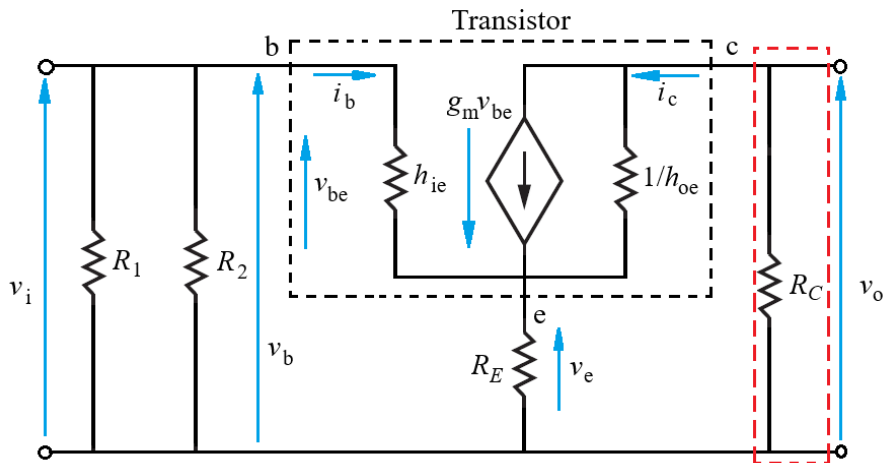 Transistor
b
c
i_b
g_m v_be
i_c
v_be
h_ie
1/h_oe
v_i
R_1
R_2
v_b
e
R_E
v_e
R_C
v_o